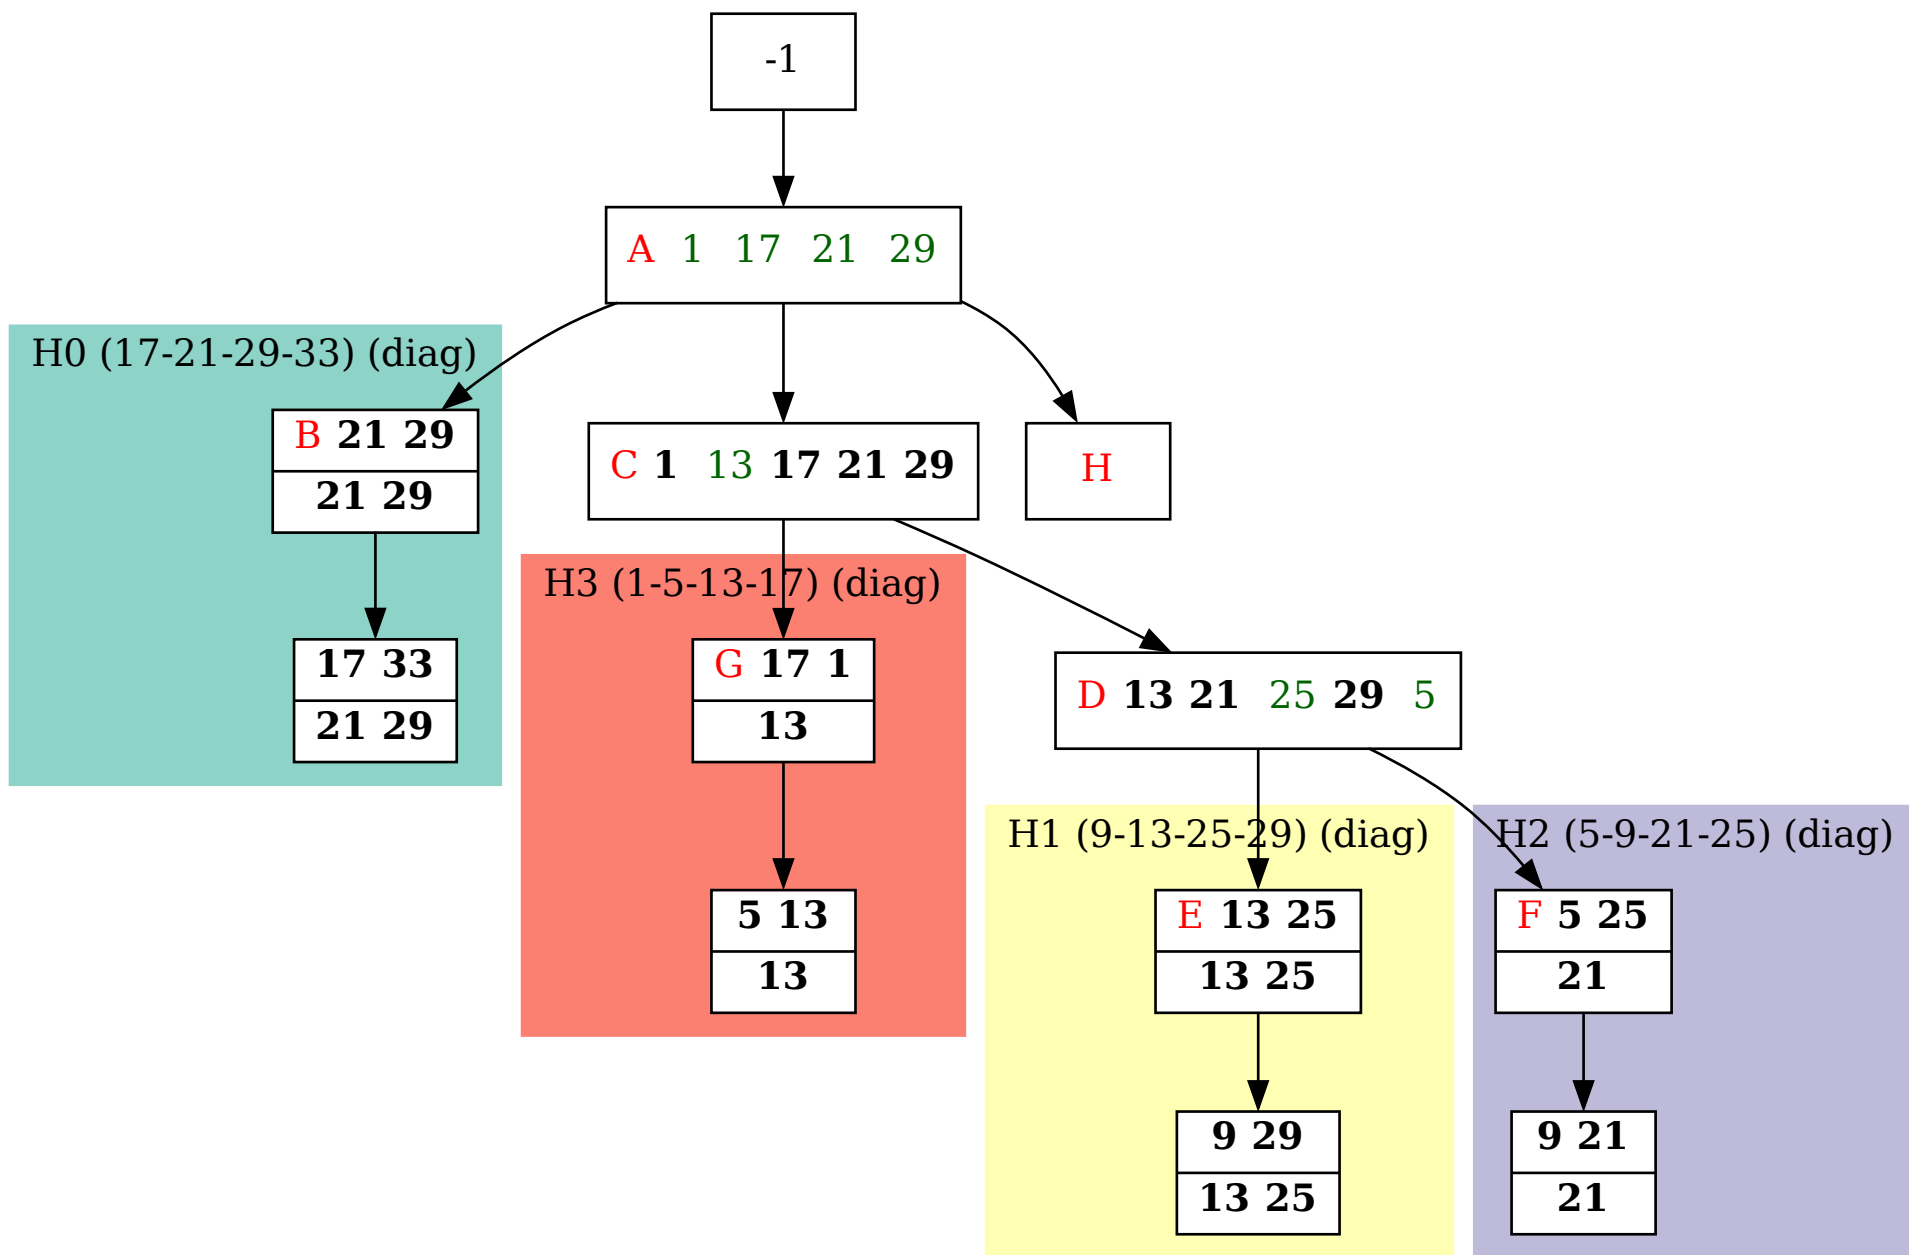 -1
A 1 17 21 29
H0 (17-21-29-33) (diag)
B 21 29
21 29
C 1 13 17 21 29
H
H3 (1-5-13-17) (diag)
17 33
21 29
G 17 1
13
D 13 21 25 29 5
H1 (9-13-25-29) (diag)
H2 (5-9-21-25) (diag)
5 13
13
E 13 25
13 25
F 5 25
21
9 29
13 25
9 21
21